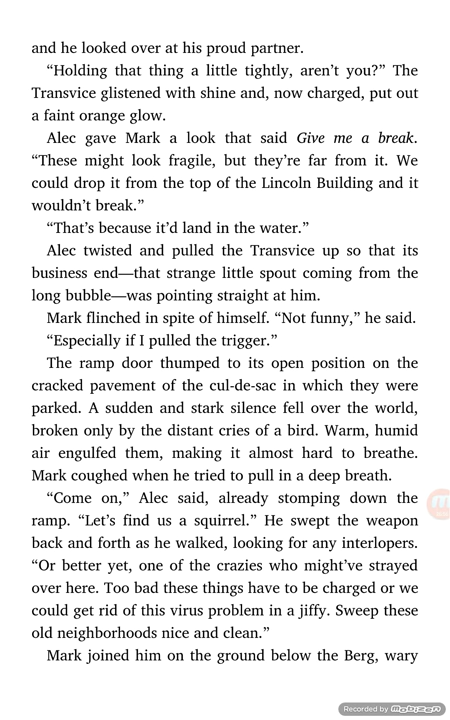 and he looked over at his proud partner.
“Holding that thing a little tightly, aren’t you?” The
Transvice glistened with shine and, now charged, put out
a faint orange glow.
Alec gave Mark a look that said Give me a break.
“These might look fragile, but they’re far from it. We
could drop it from the top of the Lincoln Building and it
wouldn’t break.”
“That’s because it’d land in the water.”
Alec twisted and pulled the Transvice up so that its
business end—that strange little spout coming from the
long bubble—was pointing straight at him.
Mark flinched in spite of himself. “Not funny,” he said.
“Especially if I pulled the trigger.”
The ramp door thumped to its open position on the
cracked pavement of the cul-de-sac in which they were
parked. A sudden and stark silence fell over the world,
broken only by the distant cries of a bird. Warm, humid
air engulfed them, making it almost hard to breathe.
Mark coughed when he tried to pull in a deep breath.
“Come on,” Alec said, already stomping down the
ramp. “Let’s find us a squirrel.” He swept the weapon
back and forth as he walked, looking for any interlopers.
“Or better yet, one of the crazies who might’ve strayed
over here. Too bad these things have to be charged or we
could get rid of this virus problem in a jiffy. Sweep these
old neighborhoods nice and clean.”
Mark joined him on the ground below the Berg, wary
Recorded by mobizen